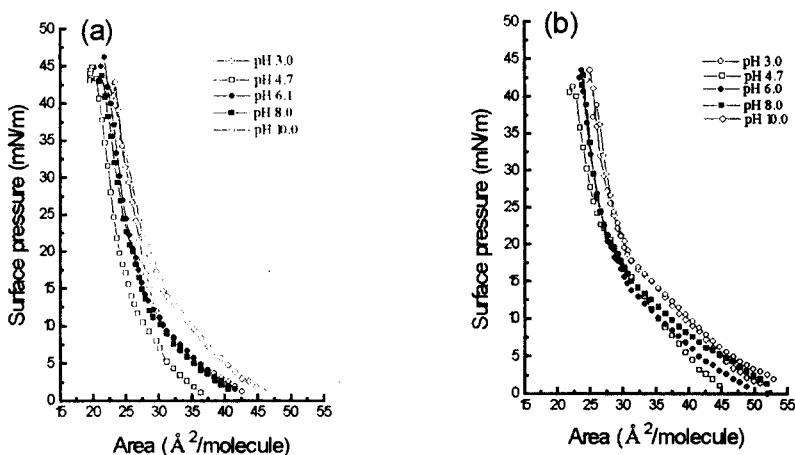 (a)
pH 3.0
pH 4.7
pH 6.1
pH 8.0
pH 10.0
50
45
40
35
30
25
20
15
10
5
0
Surface pressure (mN/m)
15 20 25 30 35 40 45 50 55
Area (Å²/molecule)
(b)
pH 3.0
pH 4.7
pH 6.0
pH 8.0
pH 10.0
50
45
40
35
30
25
20
15
10
5
0
Surface pressure (mN/m)
15 20 25 30 35 40 45 50 55
Area (Å²/molecule)